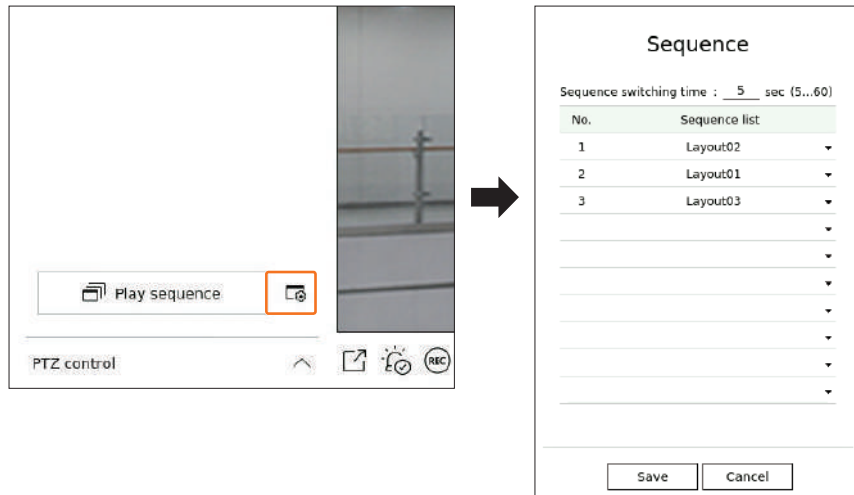 Play sequence
PTZ control
REC
Sequence
Sequence switching time : 5 sec (5...60)
No. Sequence list
1 Layout02
2 Layout01
3 Layout03
Save Cancel